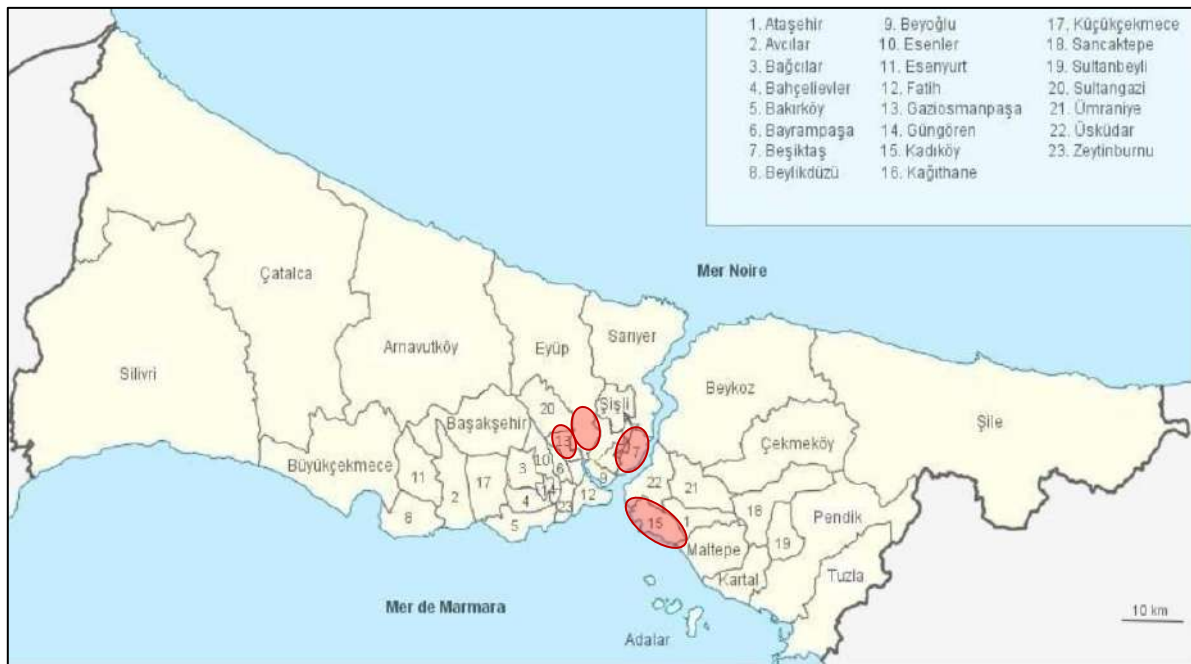 1. Ataşehir
2. Avcılar
3. Bağcılar
4. Bahçelievler
5. Bakırköy
6. Bayrampaşa
7. Beşiktaş
8. Beylikdüzü
9. Beyoğlu
10. Esenler
11. Esenyurt
12. Fatih
13. Gaziosmanpaşa
14. Güngören
15. Kadıköy
16. Kağıthane
17. Küçükçekmece
18. Sancaktepe
19. Sultanbeyli
20. Sultangazi
21. Ümraniye
22. Üsküdar
23. Zeytinburnu
Mer Noire
Çatalca
Silivri
Arnavutköy
Eyüp
Sarıyer
Beykoz
Şile
Şişli
Çekmeköy
Başakşehir
Büyükçekmece
20
13
7
10
6
3
9
11
2
17
4
14
23
12
8
5
22
21
15
1
18
19
Pendik
Maltepe
Kartal
Tuzla
Mer de Marmara
Adalar
10 km